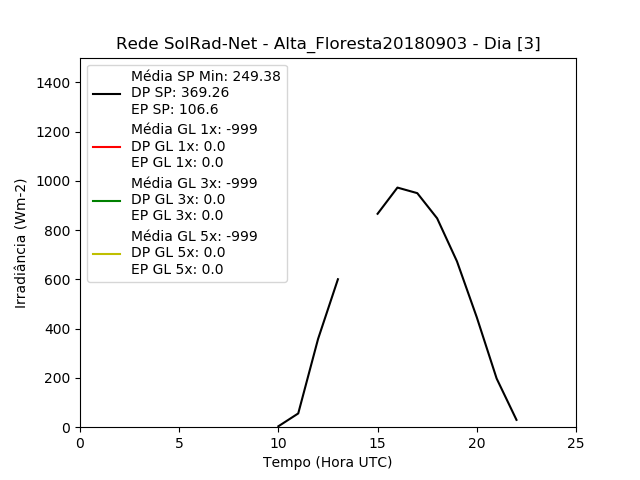 Rede SolRad-Net - Alta_Floresta20180903 - Dia [3]
Média SP Min: 249.38
DP SP: 369.26
EP SP: 106.6
Média GL 1x: -999
DP GL 1x: 0.0
EP GL 1x: 0.0
Média GL 3x: -999
DP GL 3x: 0.0
EP GL 3x: 0.0
Média GL 5x: -999
DP GL 5x: 0.0
EP GL 5x: 0.0
Irradiância (Wm-2)
1400
1200
1000
800
600
400
200
0
0 5 10 15 20 25
Tempo (Hora UTC)